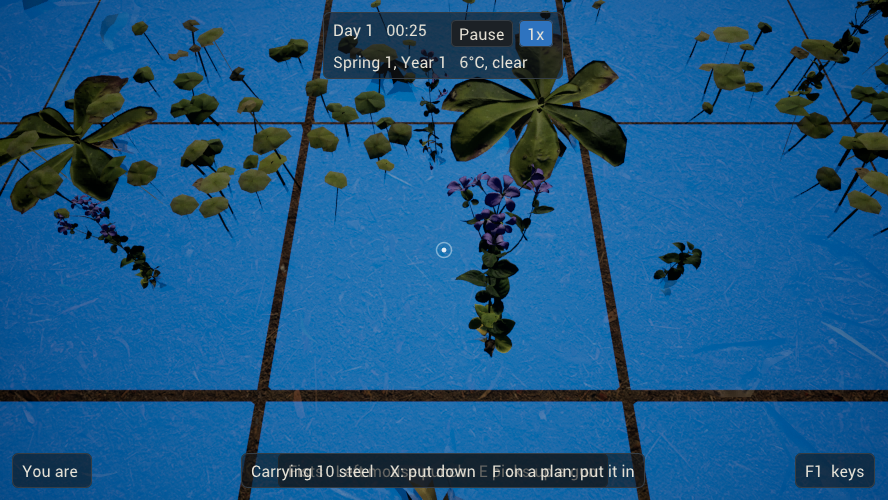 Day 1 00:25 Pause 1x
Spring 1, Year 1 6°C, clear
You are
Carrying 10 steel X: put down F on a plan: put it in
F1 keys